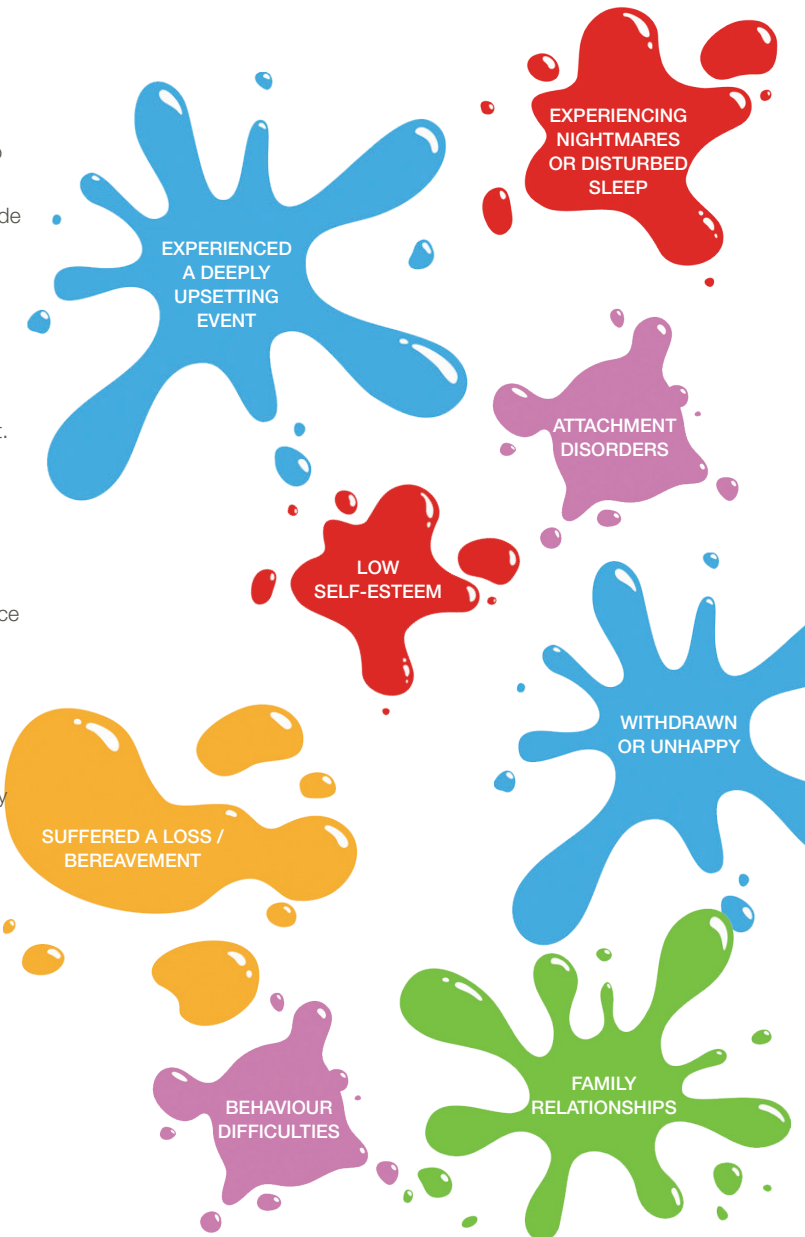 EXPERIENCING
NIGHTMARES
OR DISTURBED
SLEEP
EXPERIENCED
A DEEPLY
UPSETTING
EVENT
ATTACHMENT
DISORDERS
LOW
SELF-ESTEEM
WITHDRAWN
OR UNHAPPY
SUFFERED A LOSS /
BEREAVEMENT
BEHAVIOUR
DIFFICULTIES
FAMILY
RELATIONSHIPS